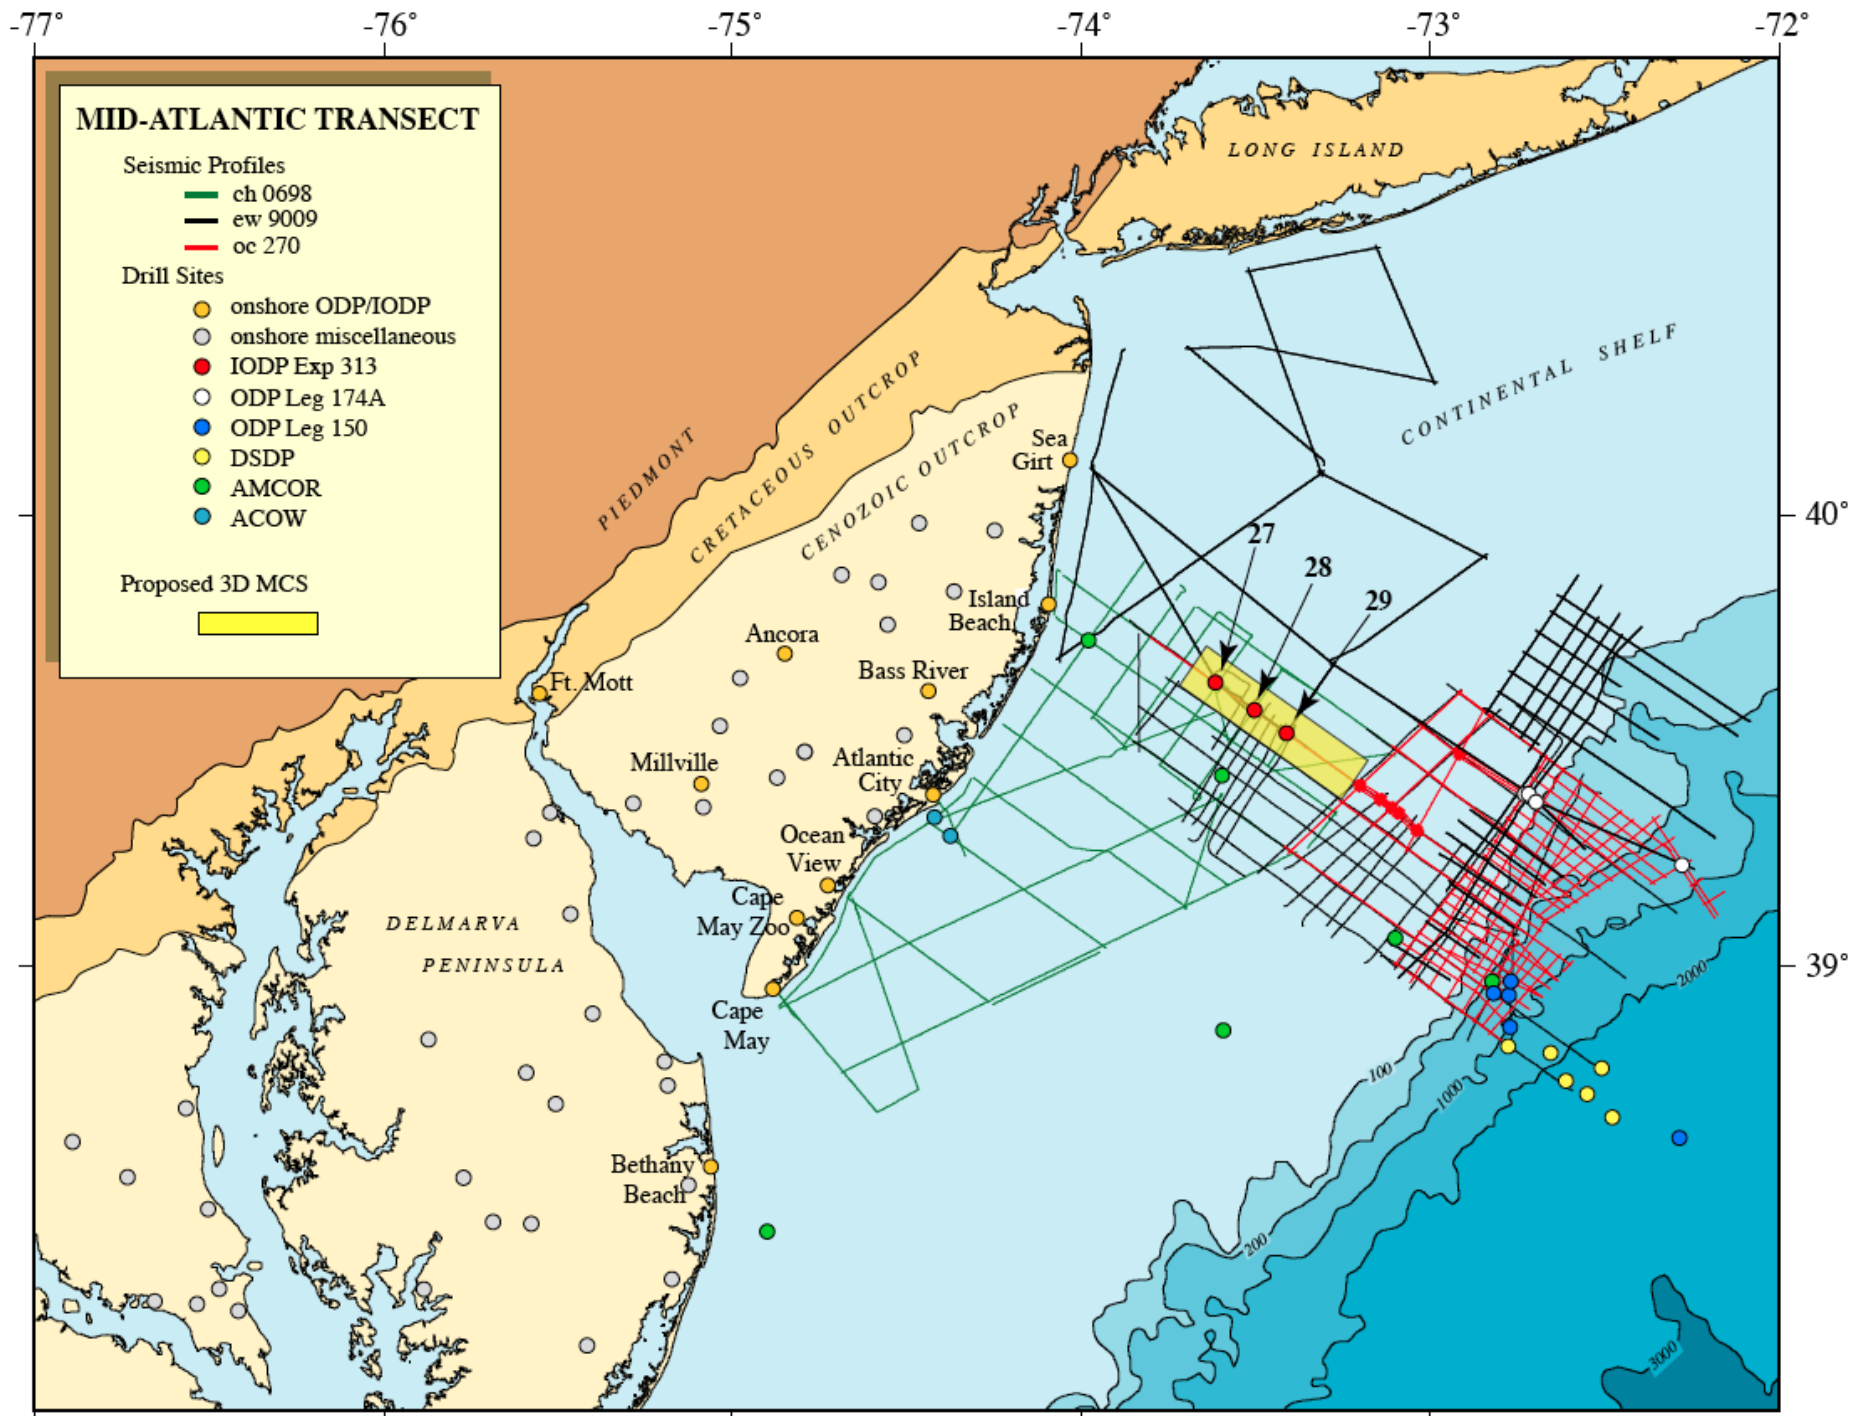 -77° -76° -75° -74° -73° -72°
MID-ATLANTIC TRANSECT
Seismic Profiles
ch 0698
ew 9009
oc 270
Drill Sites
onshore ODP/IODP
onshore miscellaneous
IODP Exp 313
ODP Leg 174A
ODP Leg 150
DSDP
AMCOR
ACOW
Proposed 3D MCS
LONG ISLAND
CONTINENTAL SHELF
PIEDMONT
CRETACEOUS OUTCROP
CENOZOIC OUTCROP
Sea
Girt
40°
27
28
29
Island
Beach
Ancora
Bass River
Ft. Mott
Millville
Atlantic
City
Ocean
View
Cape
May Zoo
DELMARVA
PENINSULA
39°
2000
Cape
May
100
1000
Bethany
Beach
200
3000